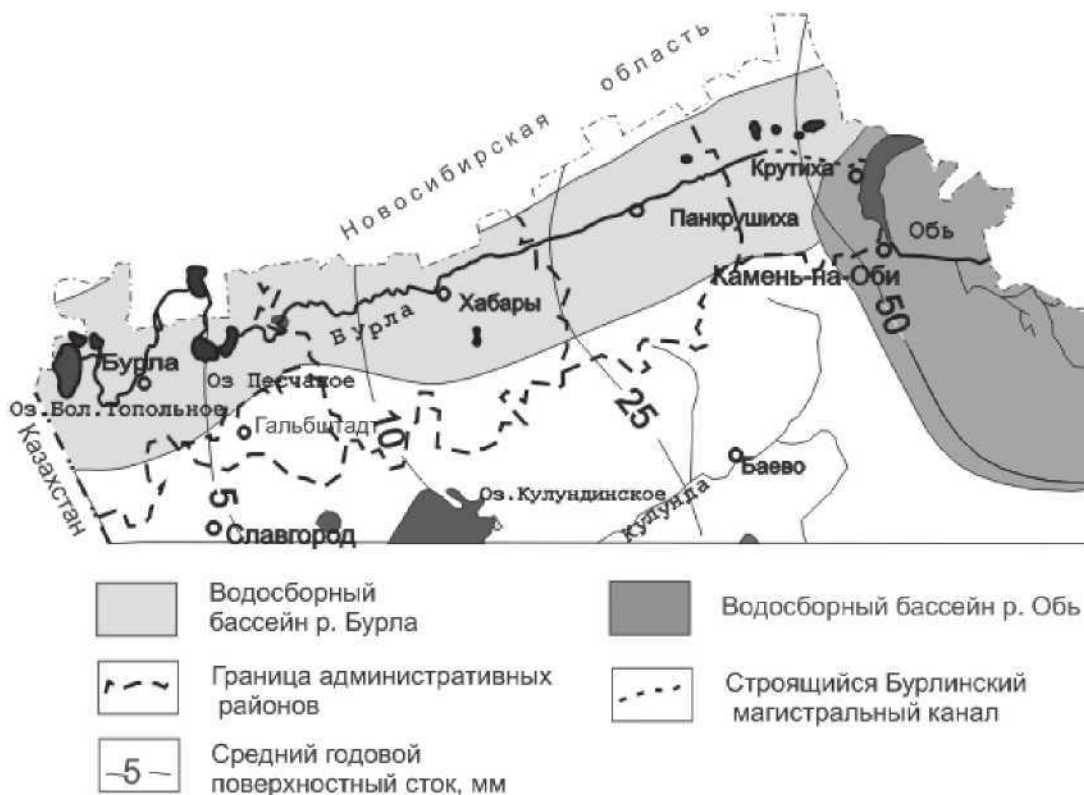 Новосибирская область
Крутиха
Панкрушиха
Обь
Камень-на-Оби
50
Хабары
Бурла
Бурла
Оз Песчаное
Оз.Бол.Топольное
Гальбштадт
10
25
Казахстан
Баево
Оз.Кулундинское
Кулунда
5
Славгород
Водосборный
бассейн р. Бурла
Водосборный бассейн р. Обь
Граница административных
районов
Строящийся Бурлинский
магистральный канал
5
Средний годовой
поверхностный сток, мм